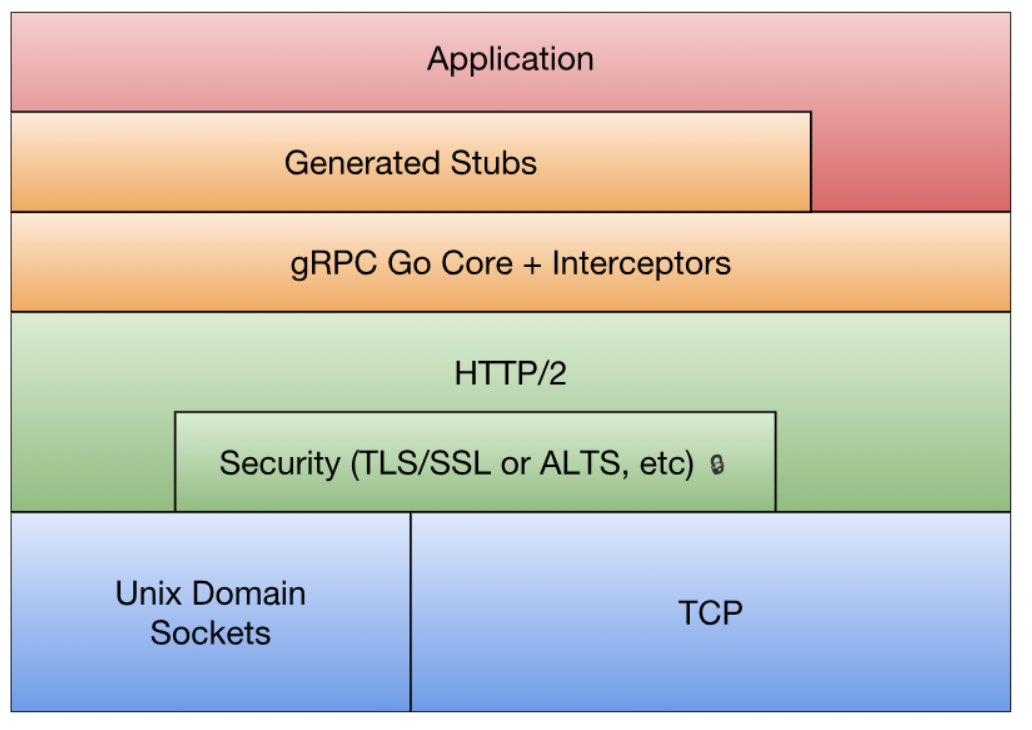 Application
Generated Stubs
gRPC Go Core + Interceptors
HTTP/2
Security (TLS/SSL or ALTS, etc) 🔒
Unix Domain
Sockets
TCP